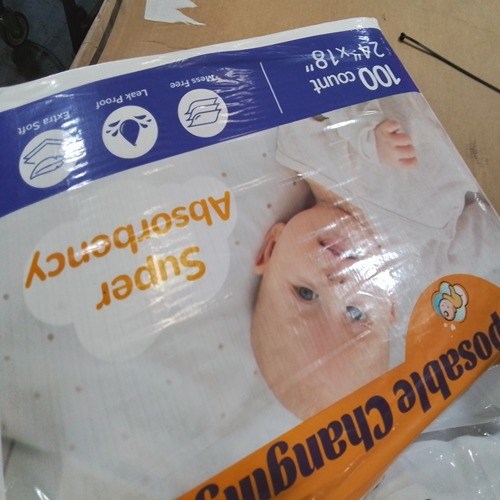 posable Changing
Super
Absorbency
100 count
24"x18"
Mess Free
Leak Proof
Extra Soft